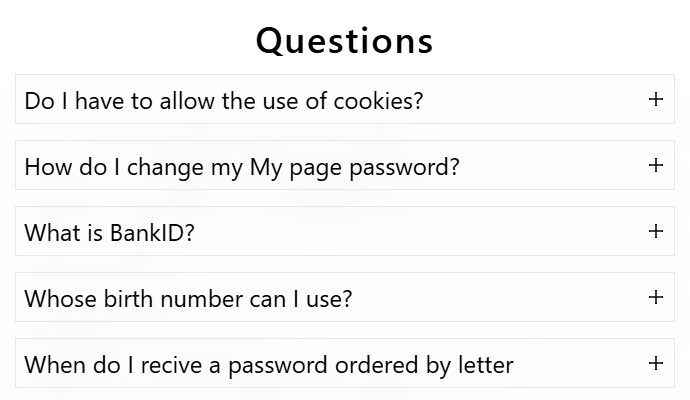 Questions
Do I have to allow the use of cookies?
How do I change my My page password?
What is BankID?
Whose birth number can I use?
When do I recive a password ordered by letter